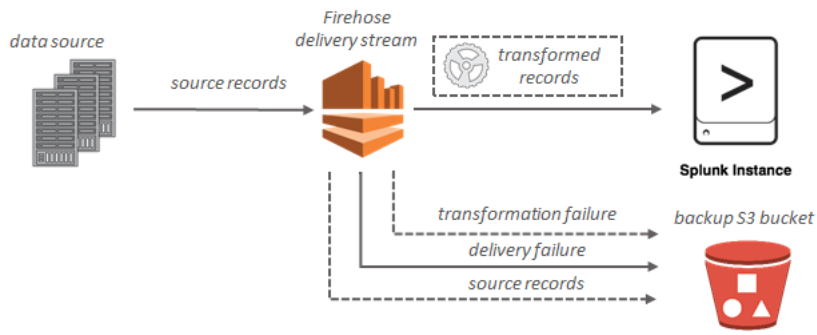 Firehose
delivery stream
data source
source records
transformed
records
>
Splunk Instance
transformation failure
backup S3 bucket
delivery failure
source records